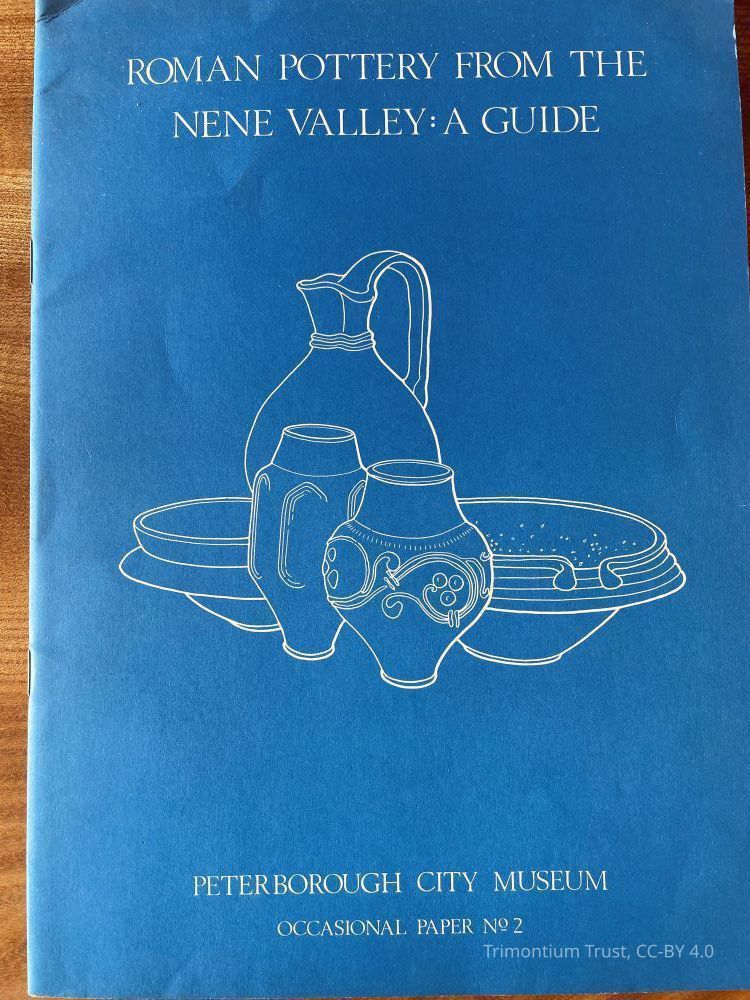 ROMAN POTTERY FROM THE
NENE VALLEY: A GUIDE
PETERBOROUGH CITY MUSEUM
OCCASIONAL PAPER Nº 2
Trimontium Trust, CC-BY 4.0